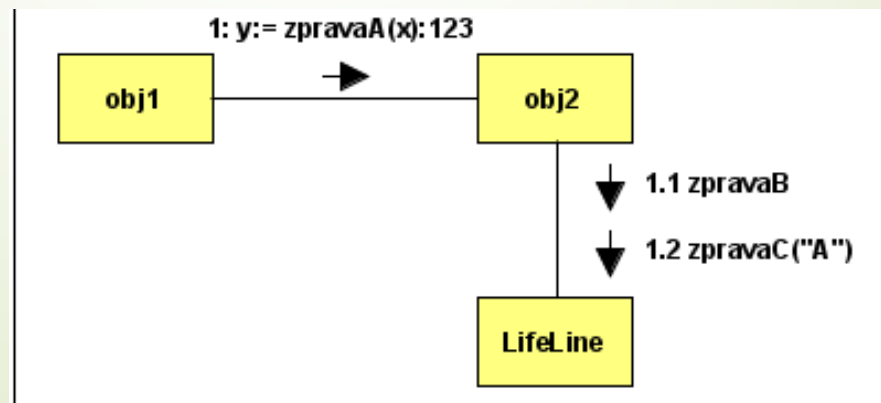 1: y:= zpravaA(x): 123
obj1
obj2
1.1 zpravaB
1.2 zpravaC("A")
LifeLine